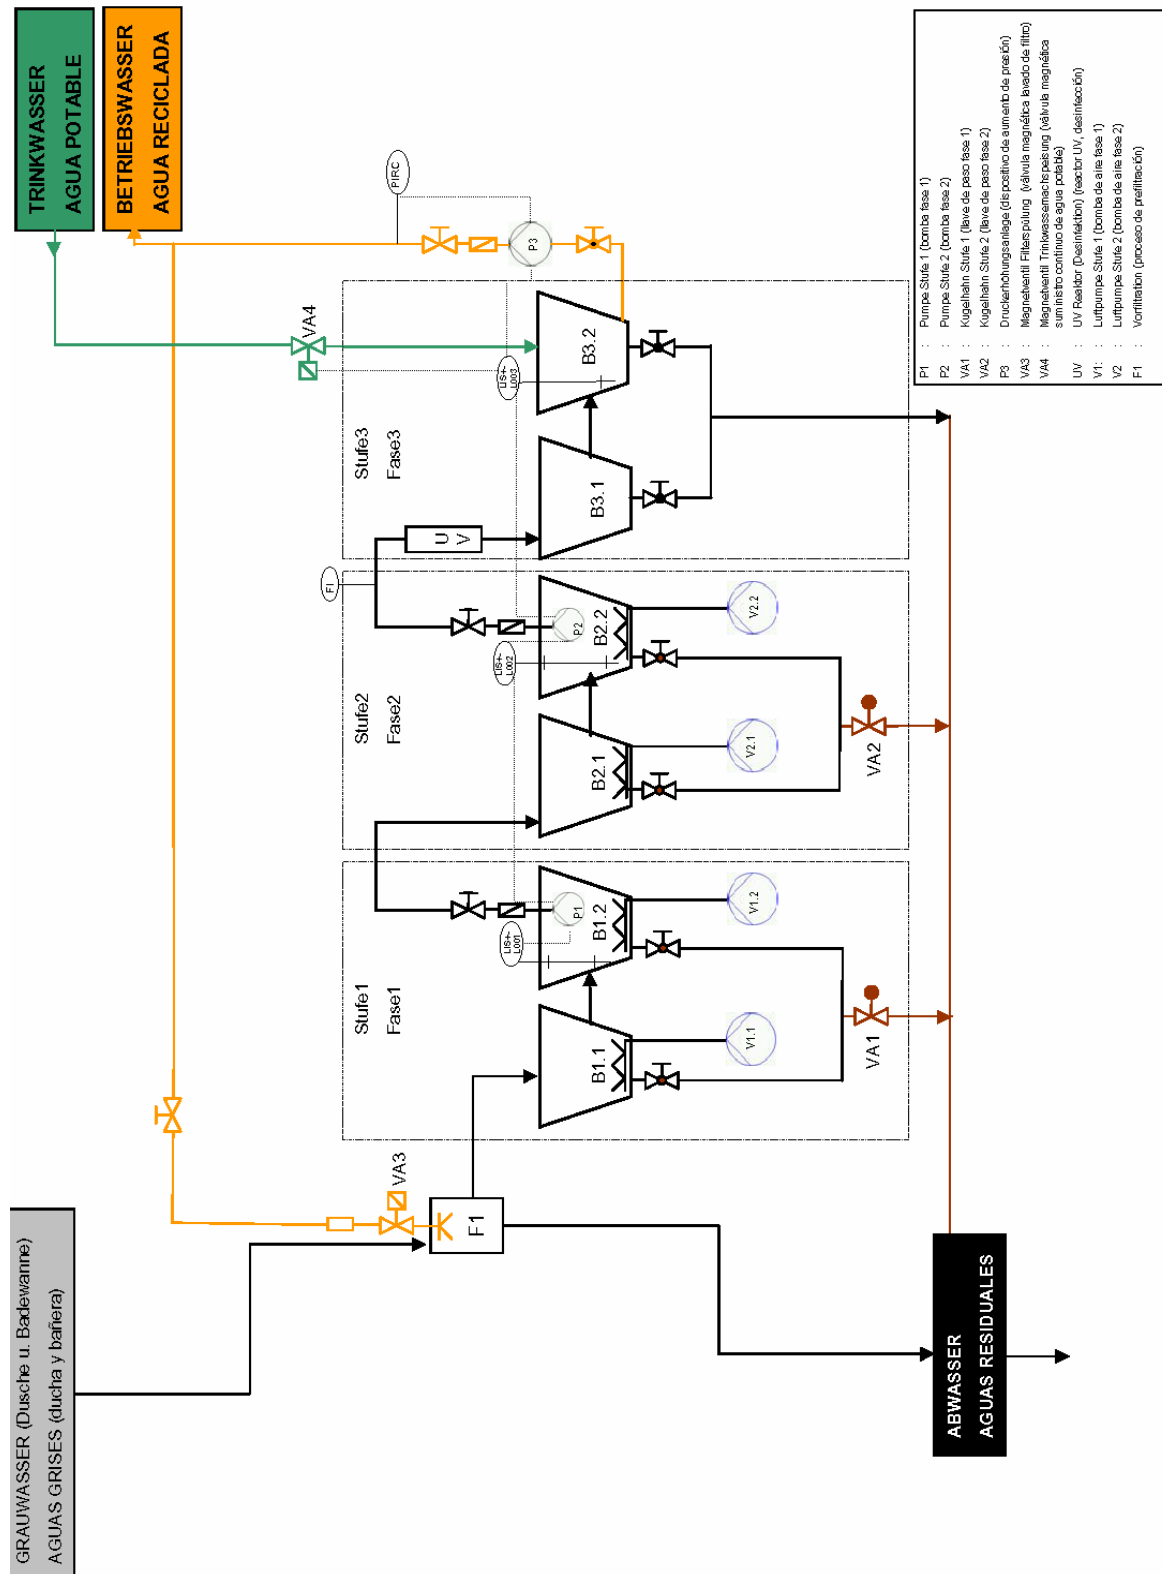 GRAUWASSER (Dusche u. Badewanne)
AGUAS GRISES (ducha y bañera)
TRINKWASSER
AGUA POTABLE
BETRIEBSWASSER
AGUA RECICLADA
VA3
F1
VA4
PIRC
P3
FI
U V
Stufe1
Fase1
LIS+-
L001
P1
B1.1
B1.2
V1.1
V1.2
VA1
Stufe2
Fase2
LIS+-
L002
P2
B2.1
B2.2
V2.1
V2.2
VA2
Stufe3
Fase3
LIS+-
L003
B3.1
B3.2
ABWASSER
AGUAS RESIDUALES
P1 : Pumpe Stufe 1 (bomba fase 1)
P2 : Pumpe Stufe 2 (bomba fase 2)
VA1 : Kugelhahn Stufe 1 (llave de paso fase 1)
VA2 : Kugelhahn Stufe 2 (llave de paso fase 2)
P3 : Druckerhöhungsanlage (dispositivo de aumento de presión)
VA3 : Magnetventil Filterspülung (válvula magnética lavado de filtro)
VA4 : Magnetventil Trinkwassernachspeisung (válvula magnética
suministro continuo de agua potable)
UV : UV Reaktor (Desinfektion) (reactor UV, desinfección)
V1: : Luftpumpe Stufe 1 (bomba de aire fase 1)
V2 : Luftpumpe Stufe 2 (bomba de aire fase 2)
F1 : Vorfiltration (proceso de prefiltración)